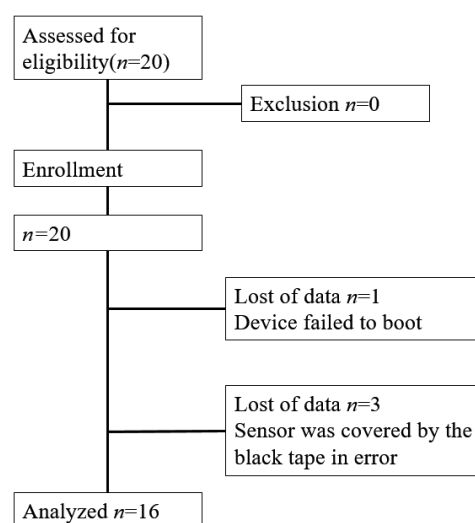 Assessed for
eligibility(n=20)
Exclusion n=0
Enrollment
n=20
Lost of data n=1
Device failed to boot
Lost of data n=3
Sensor was covered by the
black tape in error
Analyzed n=16